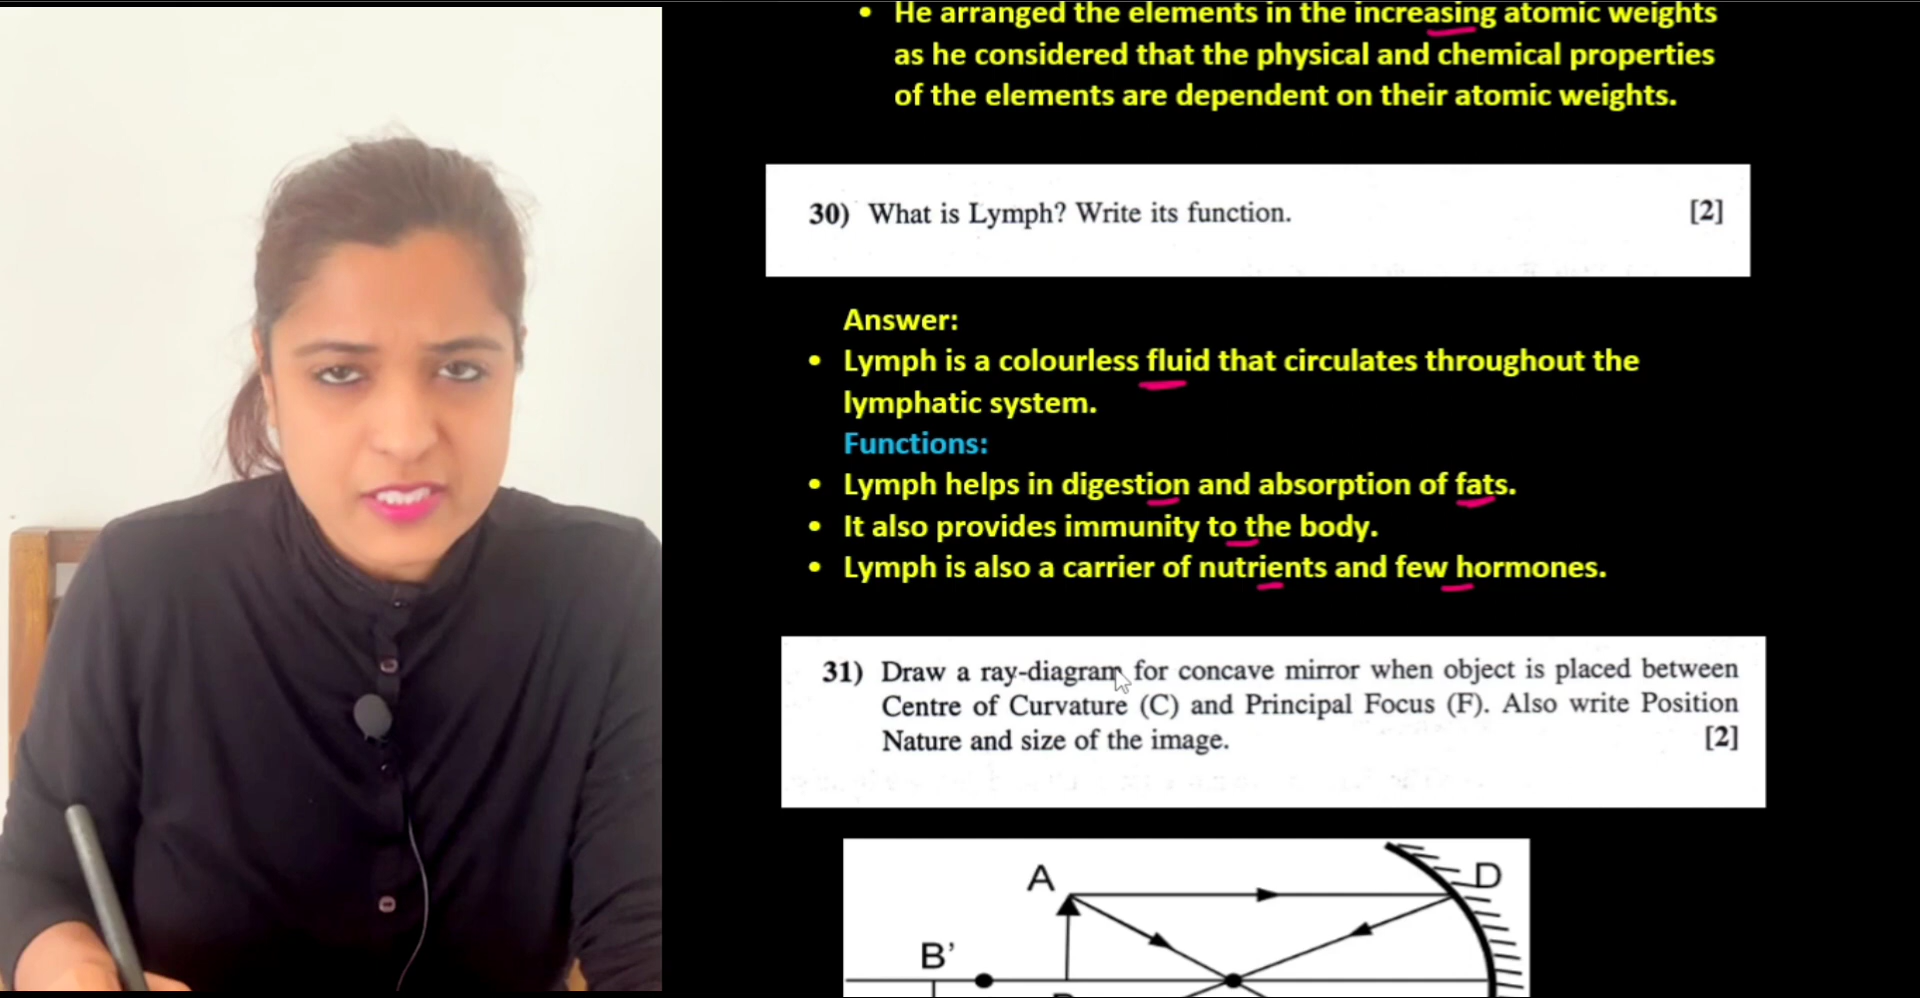 • He arranged the elements in the increasing atomic weights
as he considered that the physical and chemical properties
of the elements are dependent on their atomic weights.
30) What is Lymph? Write its function. [2]
Answer:
• Lymph is a colourless fluid that circulates throughout the
lymphatic system.
Functions:
• Lymph helps in digestion and absorption of fats.
• It also provides immunity to the body.
• Lymph is also a carrier of nutrients and few hormones.
31) Draw a ray-diagram for concave mirror when object is placed between
Centre of Curvature (C) and Principal Focus (F). Also write Position
Nature and size of the image. [2]
A D
B'